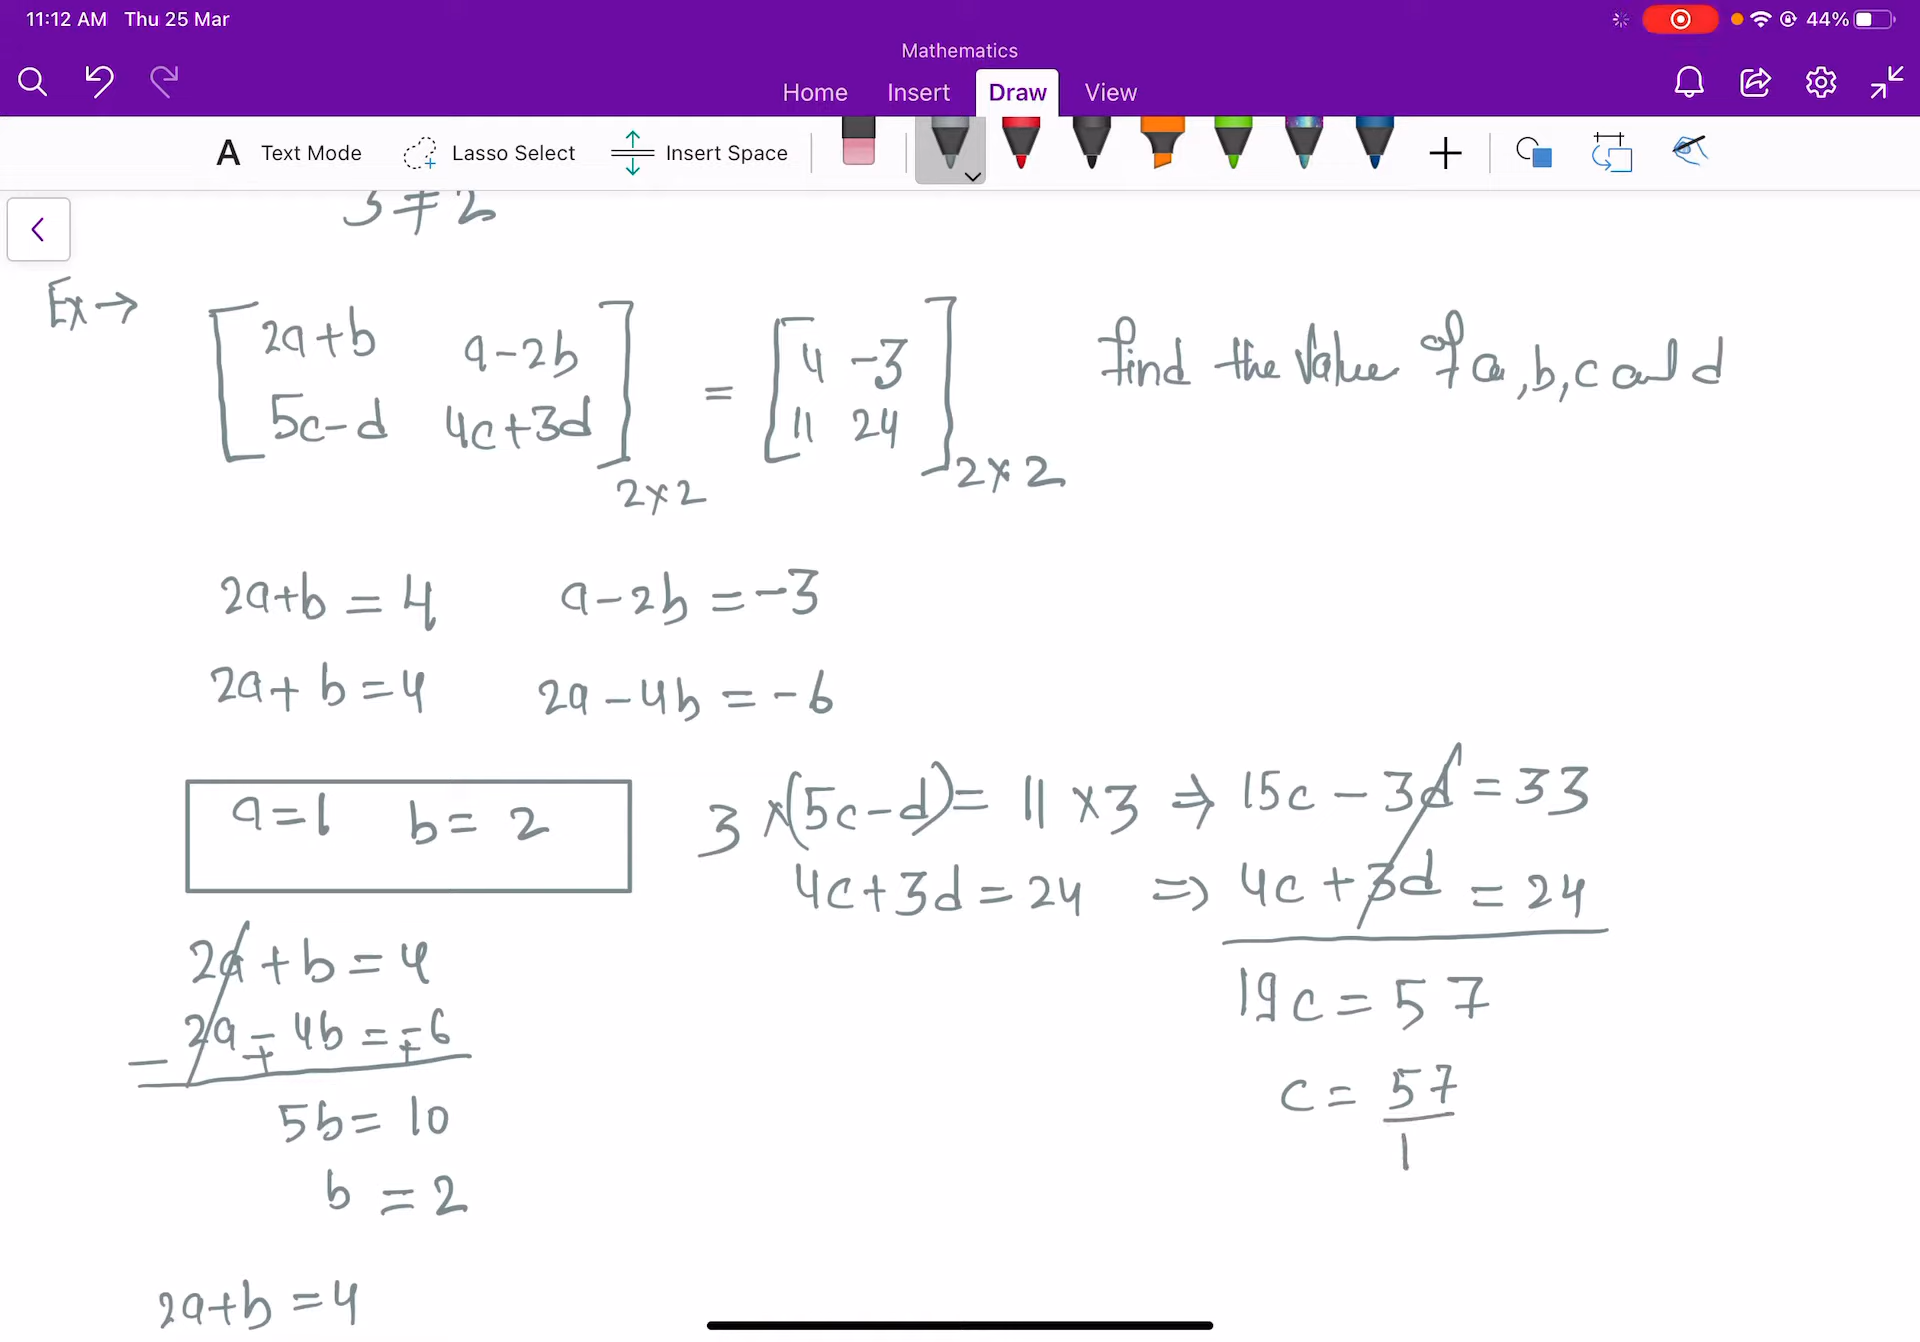 11:12 AM Thu 25 Mar
44%
Mathematics
Home Insert Draw View
A Text Mode Lasso Select Insert Space
3 ≠ 2
Ex →
[2a+b a-2b
5c-d 4c+3d] 2×2 = [4 -3
11 24] 2×2
find the value of a, b, c and d
2a+b = 4 a-2b = -3
2a+b = 4 2a-4b = -6
a=1 b=2
2a+b = 4
2a-4b = -6
- + +
5b = 10
b = 2
2a+b = 4
3×(5c-d) = 11×3 ⇒ 15c-3d = 33
4c+3d = 24 ⇒ 4c+3d = 24
19c = 57
c = 57
1